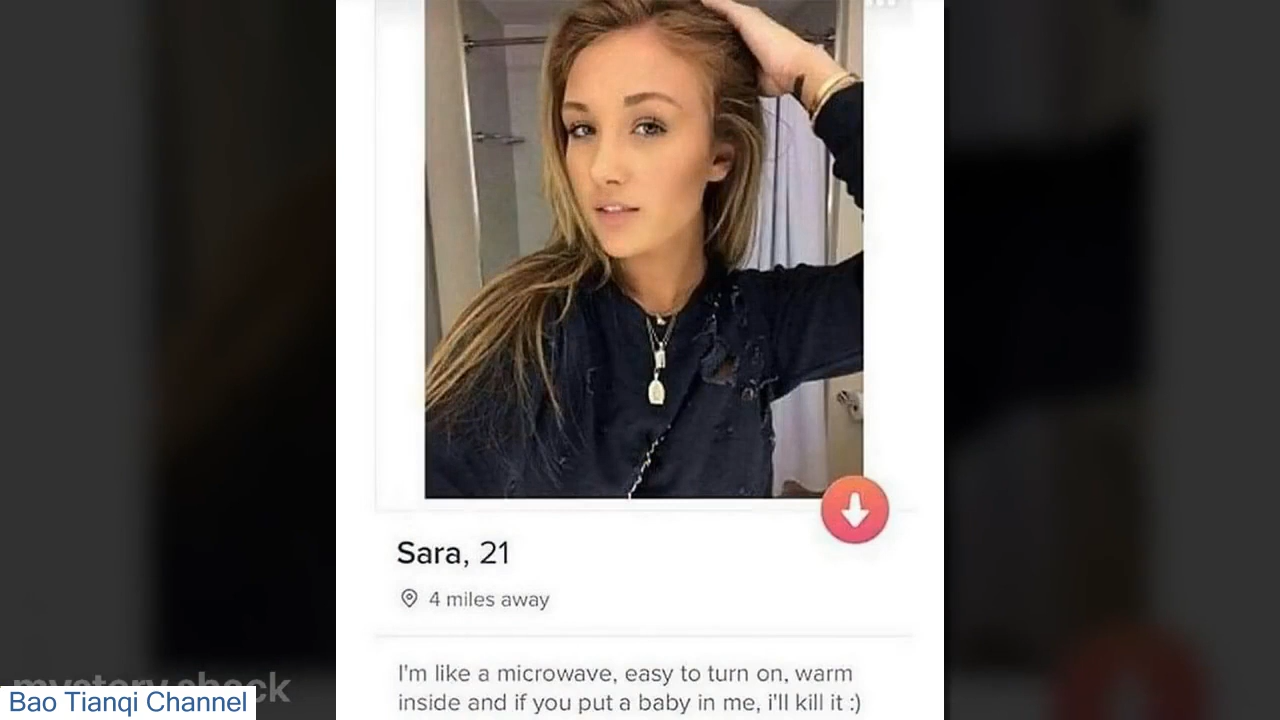 Sara, 21
4 miles away
I'm like a microwave, easy to turn on, warm
inside and if you put a baby in me, i'll kill it :)
Bao Tianqi Channel